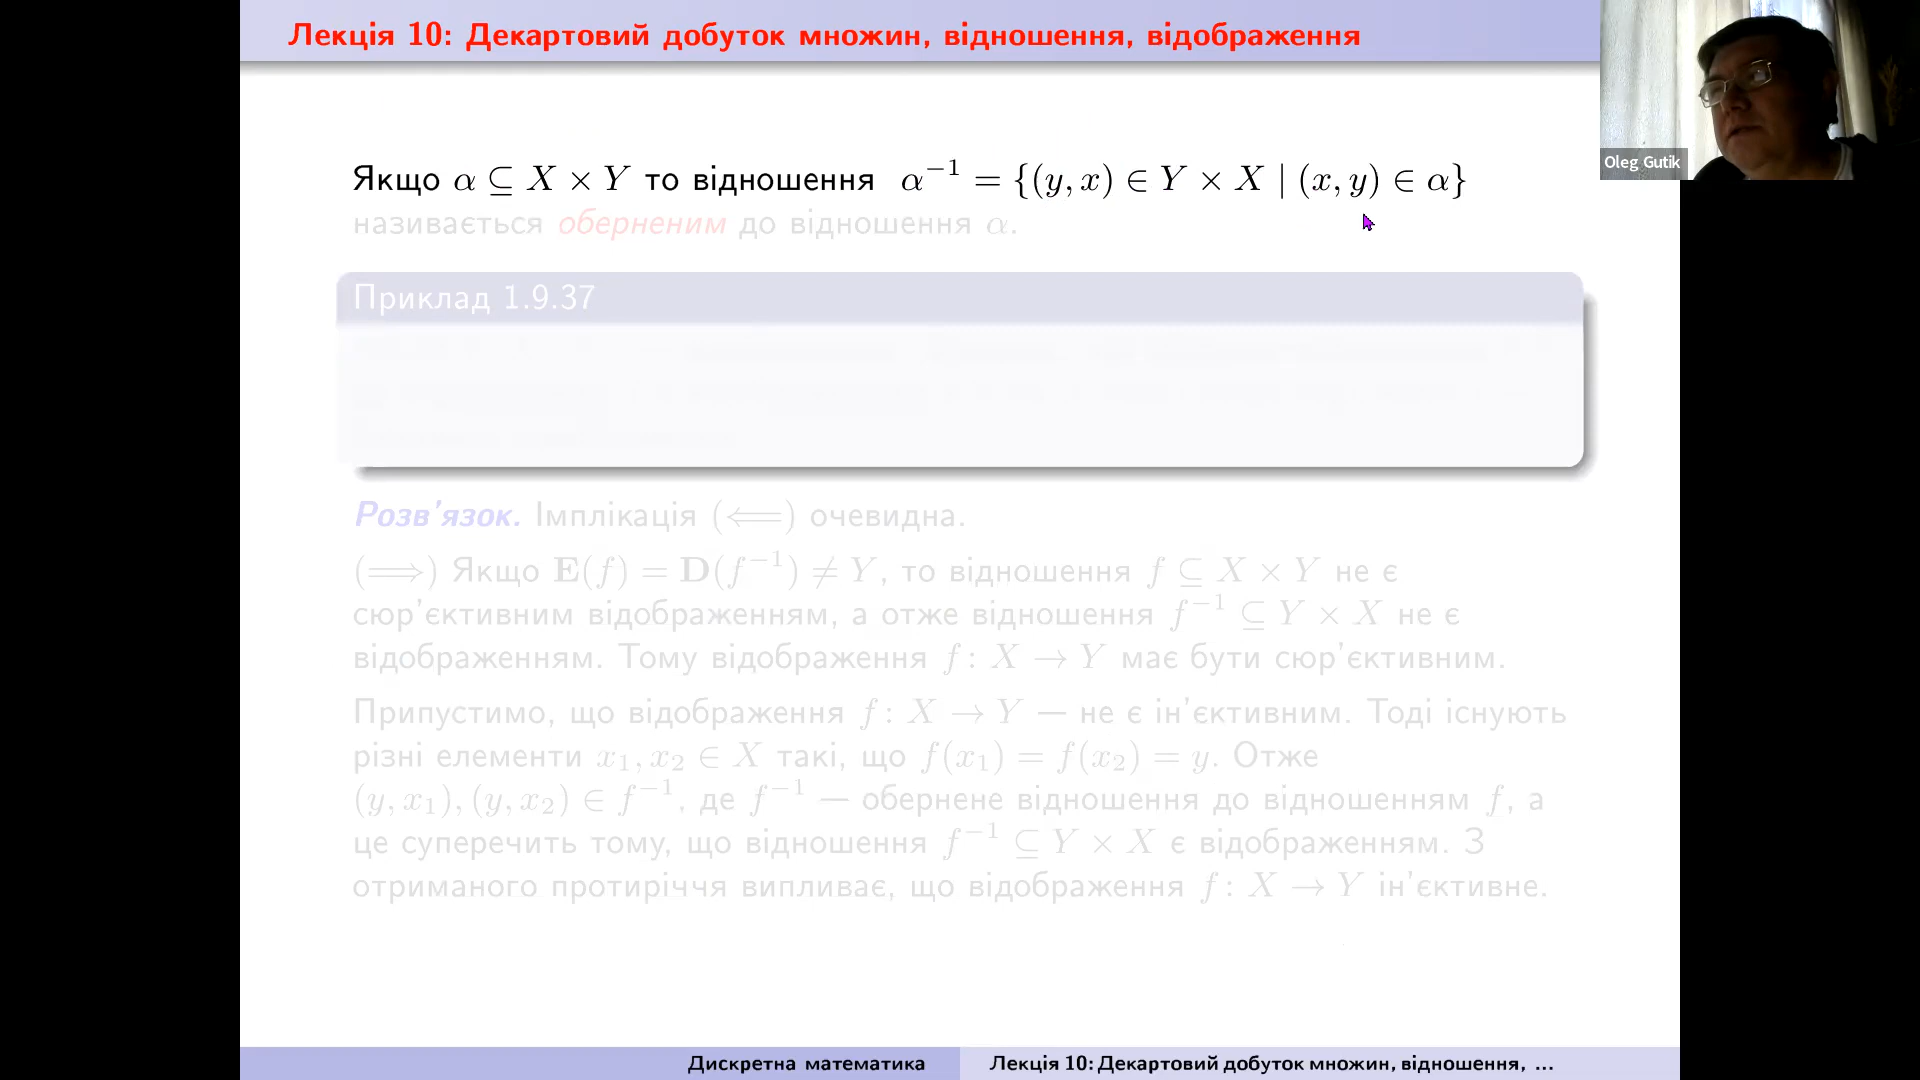 Лекція 10: Декартовий добуток множин, відношення, відображення
Oleg Gutik
Якщо α ⊆ X × Y то відношення α⁻¹ = {(y, x) ∈ Y × X | (x, y) ∈ α}
називається оберненим до відношення α.
Приклад 1.9.37
Розв'язок. Імплікація (⟸) очевидна.
(⟹) Якщо E(f) = D(f⁻¹) ≠ Y, то відношення f ⊆ X × Y не є
сюр'єктивним відображенням, а отже відношення f⁻¹ ⊆ Y × X не є
відображенням. Тому відображення f : X → Y має бути сюр'єктивним.
Припустимо, що відображення f : X → Y — не є ін'єктивним. Тоді існують
різні елементи x₁, x₂ ∈ X такі, що f(x₁) = f(x₂) = y. Отже
(y, x₁), (y, x₂) ∈ f⁻¹, де f⁻¹ — обернене відношення до відношенням f, а
це суперечить тому, що відношення f⁻¹ ⊆ Y × X є відображенням. З
отриманого протиріччя випливає, що відображення f : X → Y ін'єктивне.
Дискретна математика
Лекція 10: Декартовий добуток множин, відношення, ...